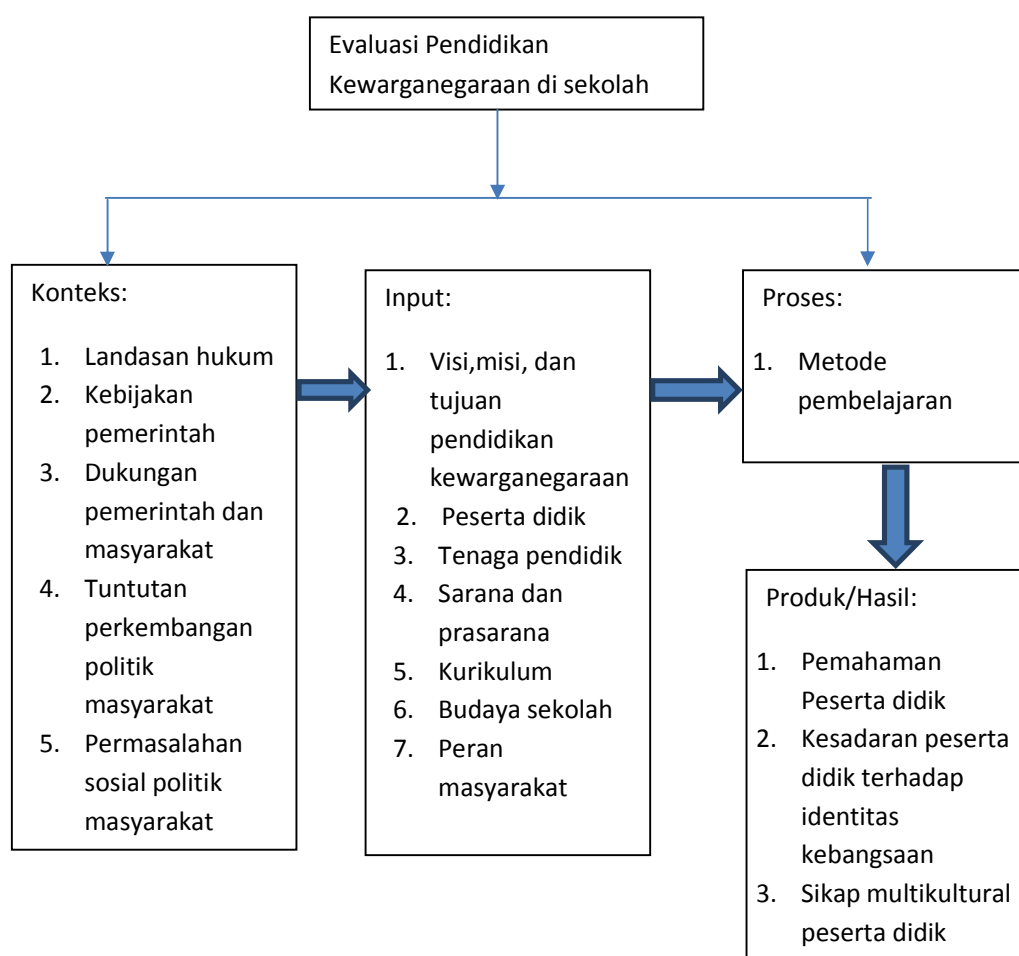 Evaluasi Pendidikan
Kewarganegaraan di sekolah
Konteks:
1. Landasan hukum
2. Kebijakan
pemerintah
3. Dukungan
pemerintah dan
masyarakat
4. Tuntutan
perkembangan
politik
masyarakat
5. Permasalahan
sosial politik
masyarakat
Input:
1. Visi,misi, dan
tujuan
pendidikan
kewarganegaraan
2. Peserta didik
3. Tenaga pendidik
4. Sarana dan
prasarana
5. Kurikulum
6. Budaya sekolah
7. Peran
masyarakat
Proses:
1. Metode
pembelajaran
Produk/Hasil:
1. Pemahaman
Peserta didik
2. Kesadaran peserta
didik terhadap
identitas
kebangsaan
3. Sikap multikultural
peserta didik